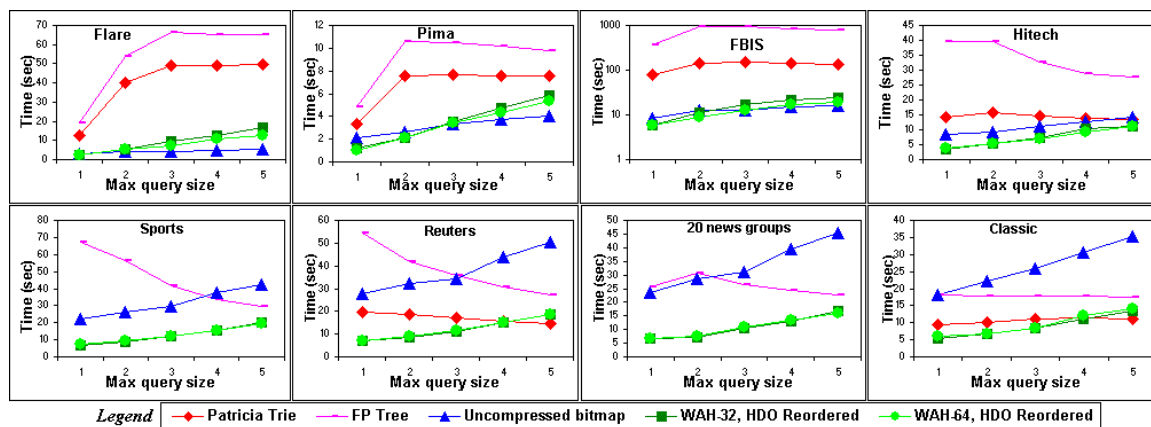 Flare
Time (sec)
70
60
50
40
30
20
10
0
1 2 3 4 5
Max query size
Pima
Time (sec)
12
10
8
6
4
2
0
1 2 3 4 5
Max query size
FBIS
Time (sec)
1000
100
10
1
1 2 3 4 5
Max query size
Hitech
Time (sec)
45
40
35
30
25
20
15
10
5
0
1 2 3 4 5
Max query size
Sports
Time (sec)
80
70
60
50
40
30
20
10
0
1 2 3 4 5
Max query size
Reuters
Time (sec)
60
50
40
30
20
10
0
1 2 3 4 5
Max query size
20 news groups
Time (sec)
50
45
40
35
30
25
20
15
10
5
0
1 2 3 4 5
Max query size
Classic
Time (sec)
40
35
30
25
20
15
10
5
0
1 2 3 4 5
Max query size
Legend Patricia Trie FP Tree Uncompressed bitmap WAH-32, HDO Reordered WAH-64, HDO Reordered